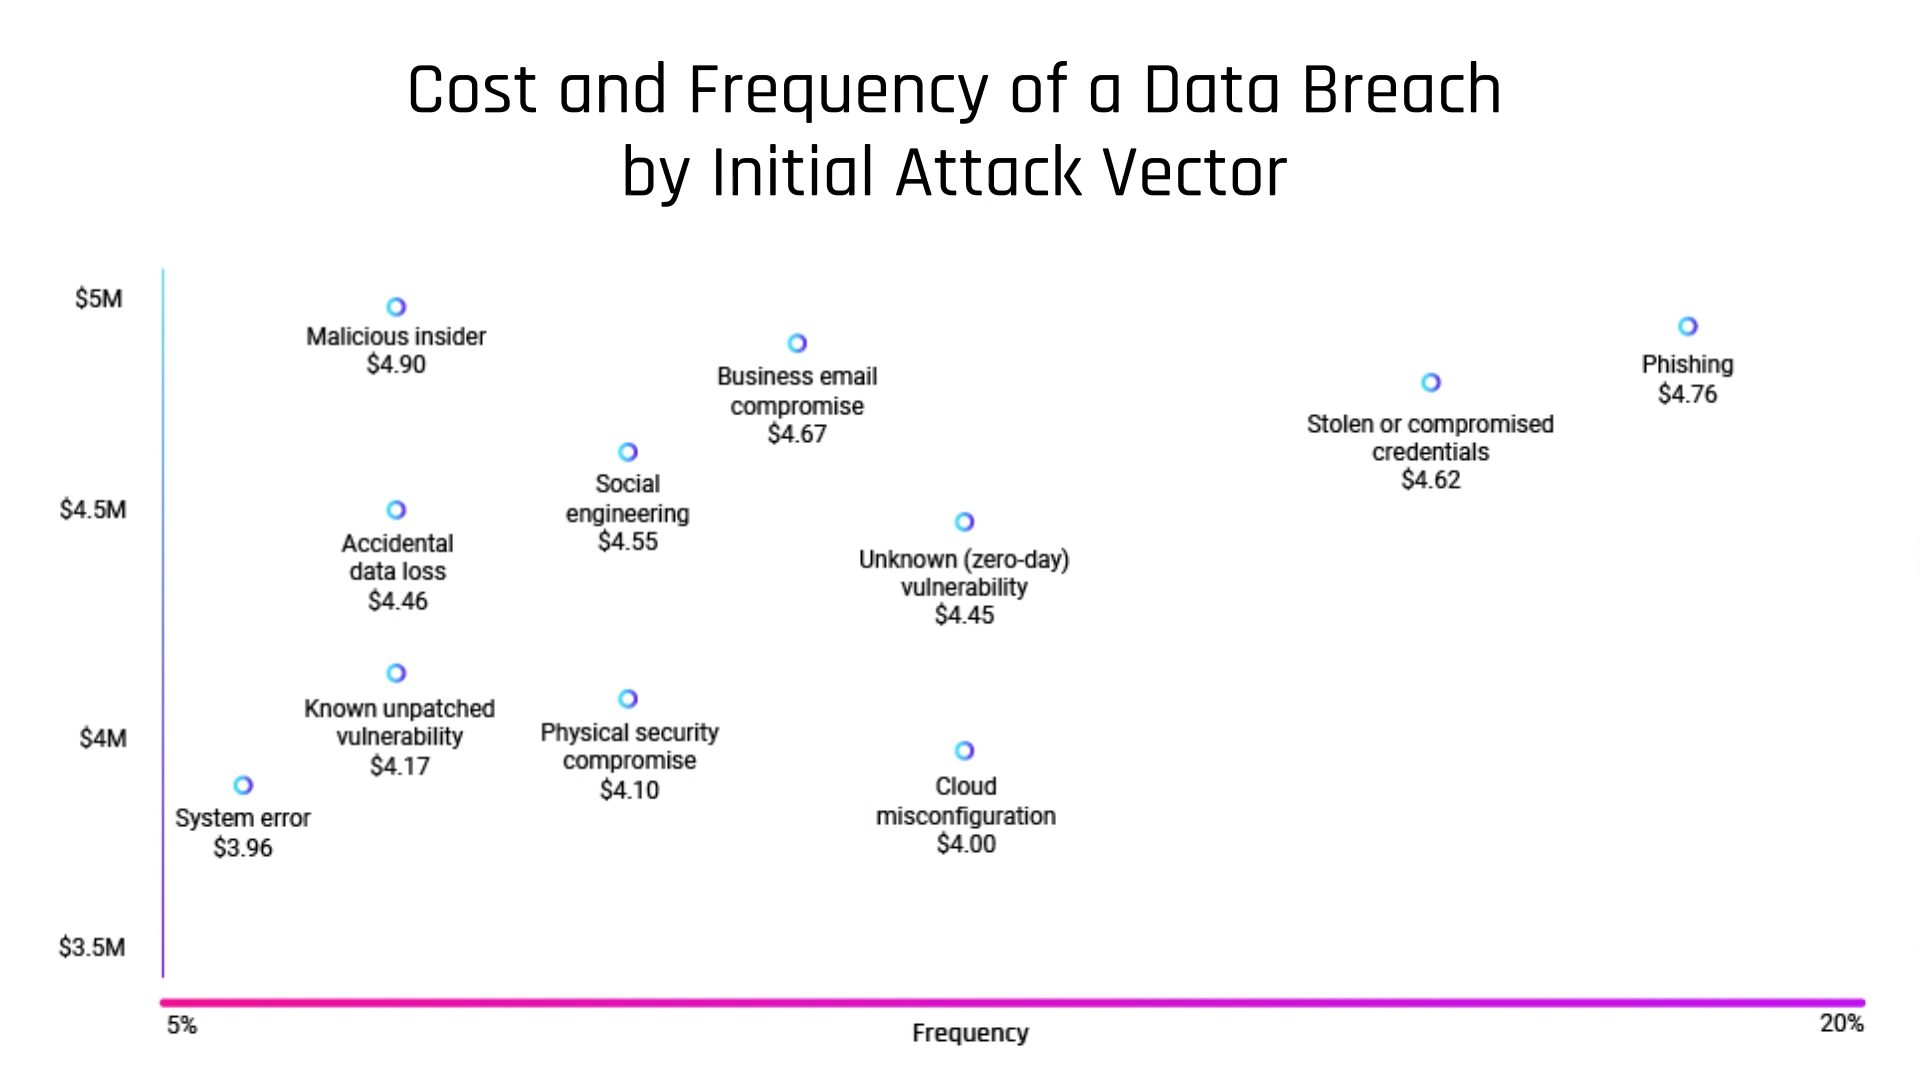 Cost and Frequency of a Data Breach
by Initial Attack Vector
$5M
Malicious insider
$4.90
Business email
compromise
$4.67
Phishing
$4.76
Stolen or compromised
credentials
$4.62
$4.5M
Social
engineering
$4.55
Accidental
data loss
$4.46
Unknown (zero-day)
vulnerability
$4.45
$4M
Known unpatched
vulnerability
$4.17
Physical security
compromise
$4.10
Cloud
misconfiguration
$4.00
System error
$3.96
$3.5M
5%
Frequency
20%